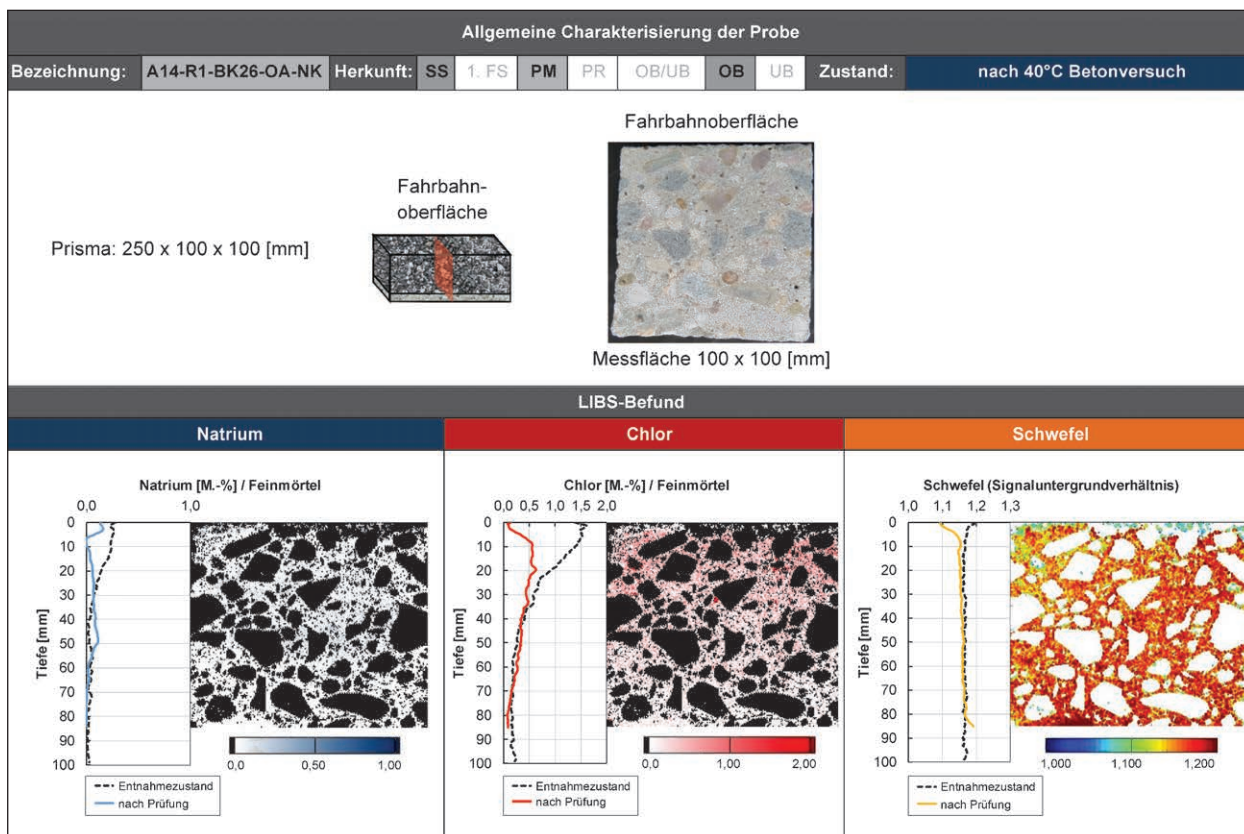 Allgemeine Charakterisierung der Probe
Bezeichnung: A14-R1-BK26-OA-NK Herkunft: SS 1. FS PM PR OB/UB OB UB Zustand: nach 40°C Betonversuch
Fahrbahnoberfläche
Fahrbahn-
oberfläche
Prisma: 250 x 100 x 100 [mm]
Messfläche 100 x 100 [mm]
LIBS-Befund
Natrium
Natrium [M.-%] / Feinmörtel
0,0 1,0
Tiefe [mm]
0
10
20
30
40
50
60
70
80
90
100
0,0 0,50 1,00
Entnahmezustand
nach Prüfung
Chlor
Chlor [M.-%] / Feinmörtel
0,0 0,5 1,0 1,5 2,0
Tiefe [mm]
0
10
20
30
40
50
60
70
80
90
100
0,0 1,00 2,00
Entnahmezustand
nach Prüfung
Schwefel
Schwefel (Signaluntergrundverhältnis)
1,0 1,1 1,2 1,3
Tiefe [mm]
0
10
20
30
40
50
60
70
80
90
100
1,000 1,100 1,200
Entnahmezustand
nach Prüfung